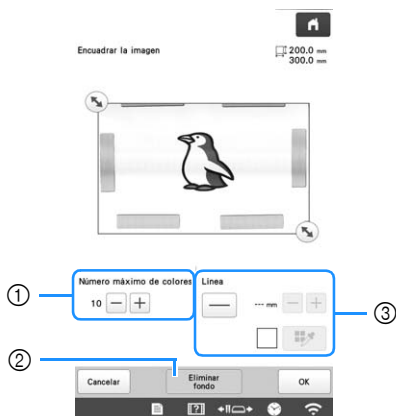 Encuadrar la imagen
200.0 mm
300.0 mm
Número máximo de colores
10
Linea
--- mm
①
②
③
Cancelar
Eliminar
fondo
OK